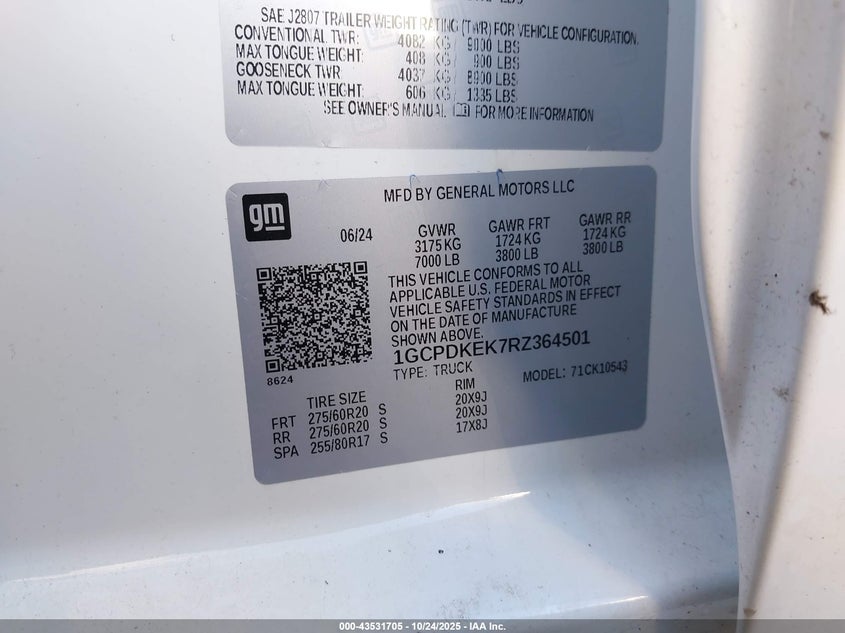 SAE J2807 TRAILER WEIGHT RATING (TWR) FOR VEHICLE CONFIGURATION.
CONVENTIONAL TWR: 4082 KG / 9000 LBS
MAX TONGUE WEIGHT: 408 KG / 900 LBS
GOOSENECK TWR: 4037 KG / 8900 LBS
MAX TONGUE WEIGHT: 606 KG / 1335 LBS
SEE OWNER'S MANUAL FOR MORE INFORMATION
gm
MFD BY GENERAL MOTORS LLC
06/24 GVWR GAWR FRT GAWR RR
3175 KG 1724 KG 1724 KG
7000 LB 3800 LB 3800 LB
THIS VEHICLE CONFORMS TO ALL
APPLICABLE U.S. FEDERAL MOTOR
VEHICLE SAFETY STANDARDS IN EFFECT
ON THE DATE OF MANUFACTURE
SHOWN ABOVE.
1GCPDKEK7RZ364501
8624 TYPE: TRUCK MODEL: 71CK10543
TIRE SIZE RIM
FRT 275/60R20 S 20X9J
RR 275/60R20 S 20X9J
SPA 255/80R17 S 17X8J
000-43531705 - 10/24/2025 - IAA Inc.